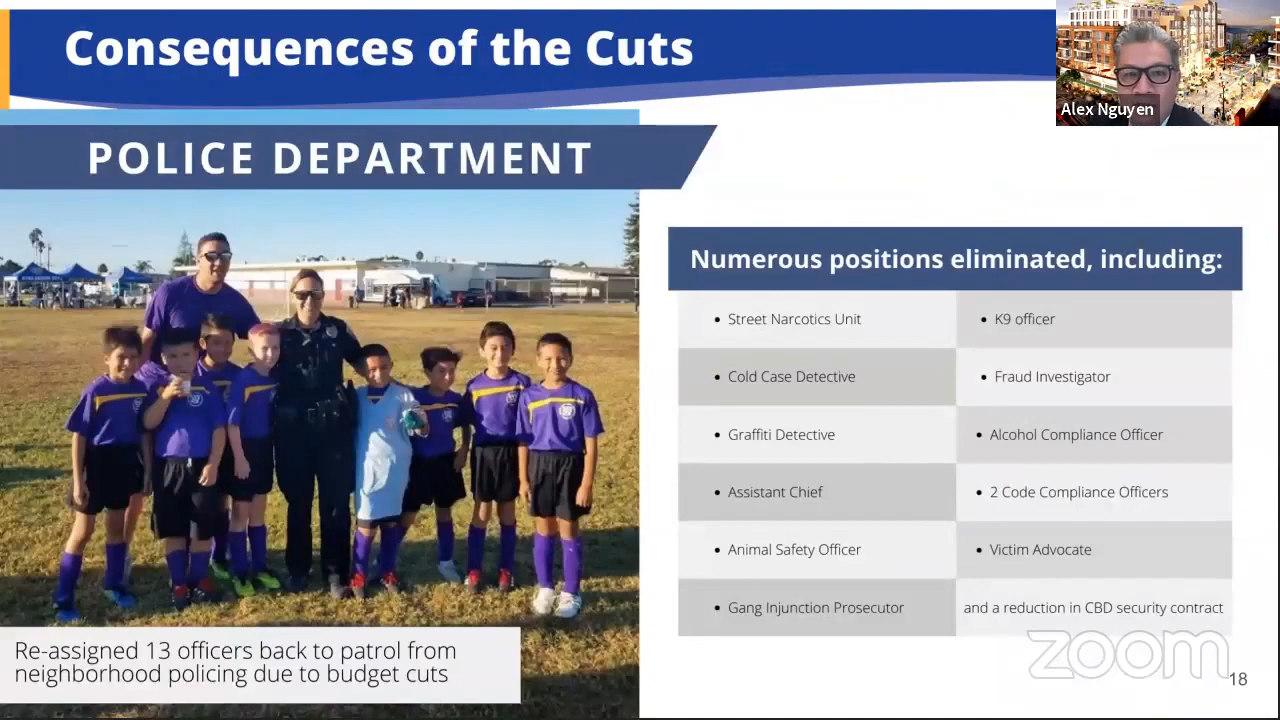 Consequences of the Cuts
Alex Nguyen
POLICE DEPARTMENT
Numerous positions eliminated, including:
• Street Narcotics Unit
• K9 officer
• Cold Case Detective
• Fraud Investigator
• Graffiti Detective
• Alcohol Compliance Officer
• Assistant Chief
• 2 Code Compliance Officers
• Animal Safety Officer
• Victim Advocate
• Gang Injunction Prosecutor
and a reduction in CBD security contract
Re-assigned 13 officers back to patrol from
neighborhood policing due to budget cuts
zoom
18